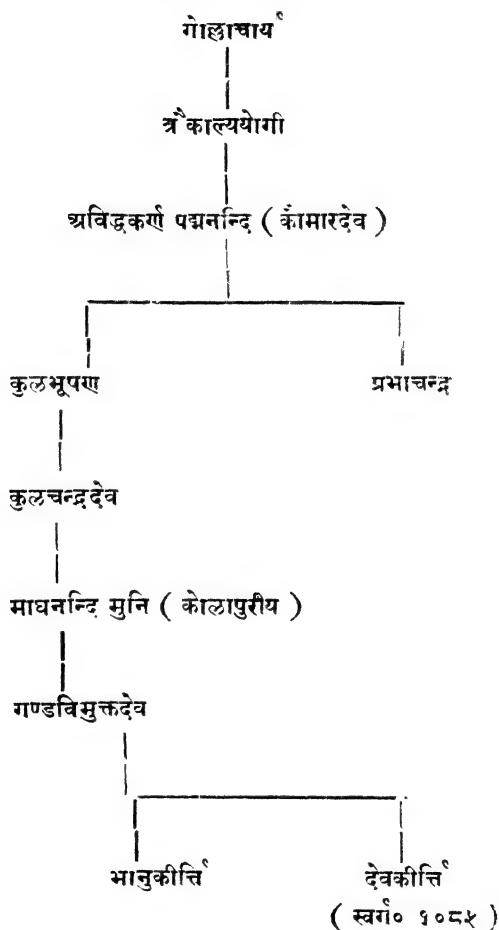 गोल्लाचार्य
त्रैकाल्ययोगी
अविद्धकर्ण पद्मनन्दि ( कौमारदेव )
कुलभूषण प्रभाचन्द्र
कुलचन्द्रदेव
माघनन्दि मुनि ( कोलापुरीय )
गण्डविमुक्तदेव
भानुकीर्त्ति देवकीर्त्ति
( स्वर्ग० १०८५ )